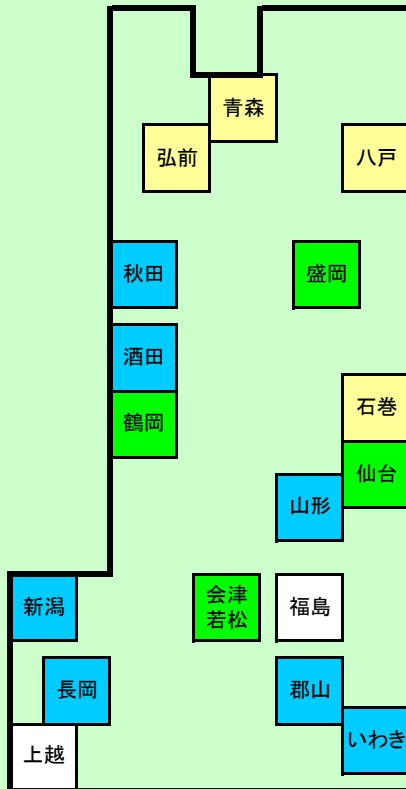 青森
弘前
八戸
秋田
盛岡
酒田
石巻
鶴岡
仙台
山形
新潟
会津
若松
福島
長岡
郡山
いわき
上越